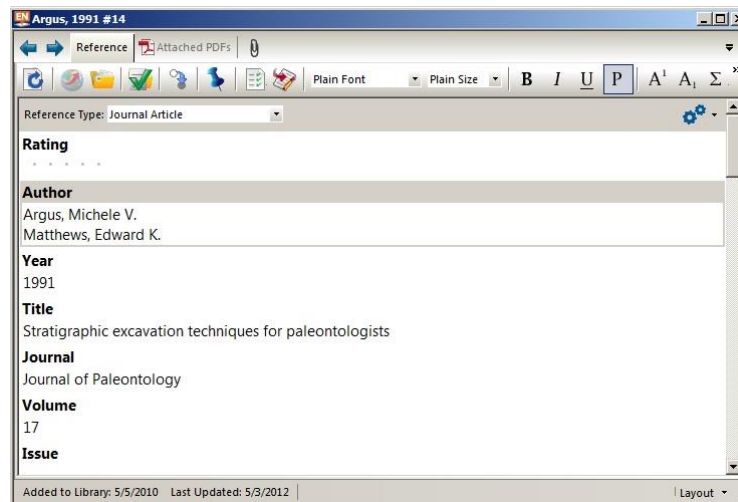 EN Argus, 1991 #14
Reference Attached PDFs
Plain Font Plain Size B I U P A¹ A₁ Σ »
Reference Type: Journal Article
Rating
Author
Argus, Michele V.
Matthews, Edward K.
Year
1991
Title
Stratigraphic excavation techniques for paleontologists
Journal
Journal of Paleontology
Volume
17
Issue
Added to Library: 5/5/2010 Last Updated: 5/3/2012 Layout